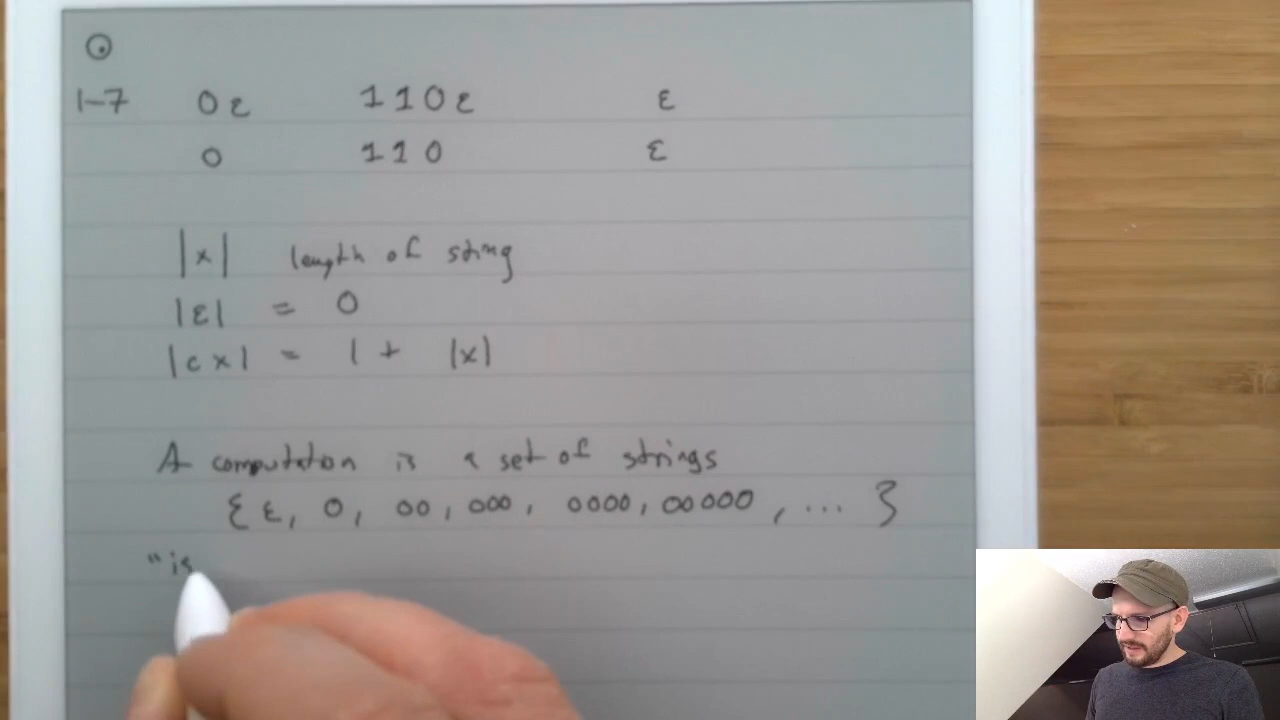 1-7 0ε 110ε ε
0 110 ε
|x| length of string
|ε| = 0
|cx| = 1 + |x|
A computation is a set of strings
{ε, 0, 00, 000, 0000, 00000, ... }
"is